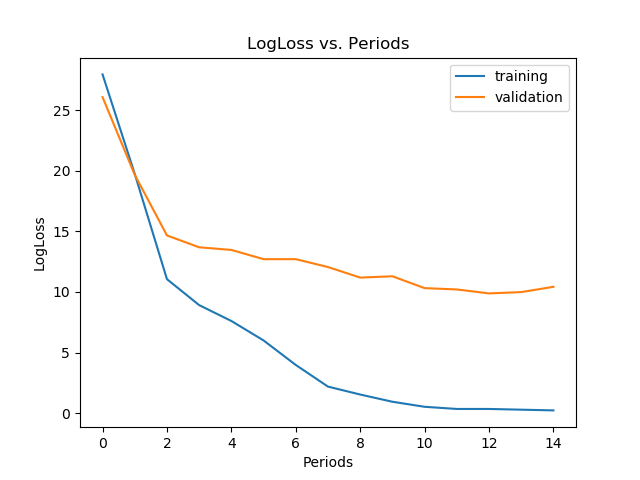 LogLoss vs. Periods
training
validation
LogLoss
25
20
15
10
5
0
0 2 4 6 8 10 12 14
Periods